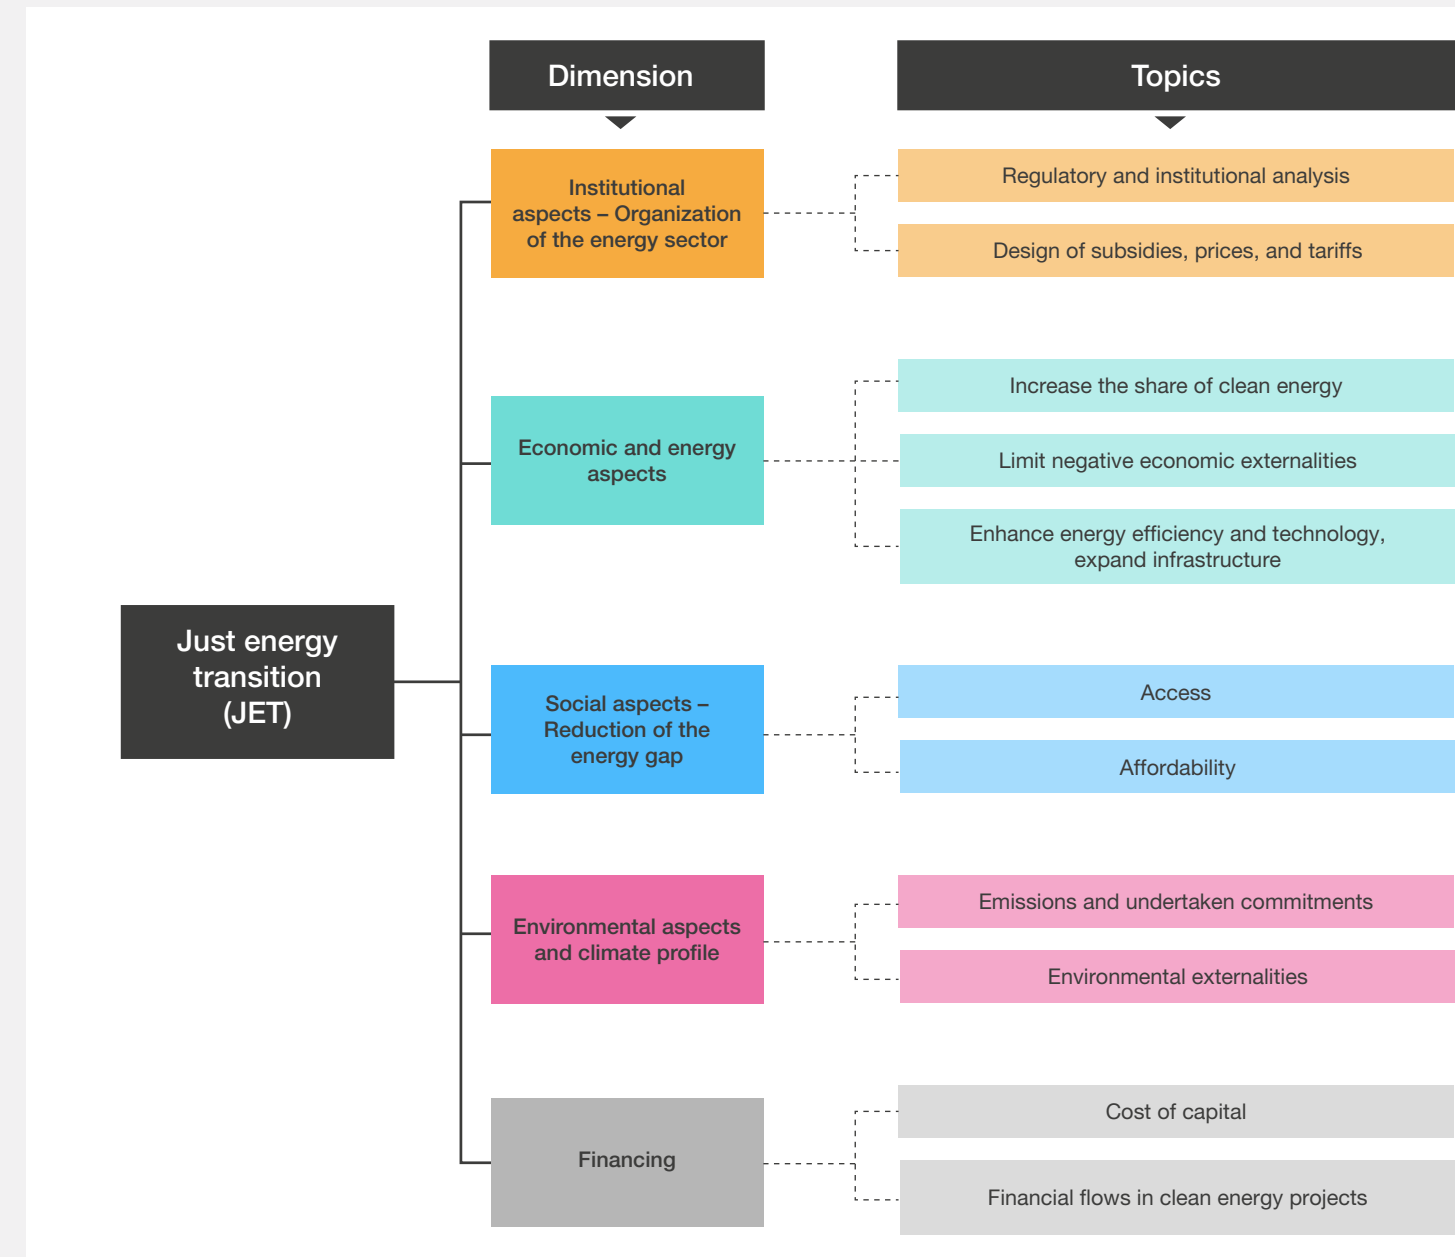 Dimension
Topics
Just energy
transition
(JET)
Institutional
aspects – Organization
of the energy sector
Regulatory and institutional analysis
Design of subsidies, prices, and tariffs
Economic and energy
aspects
Increase the share of clean energy
Limit negative economic externalities
Enhance energy efficiency and technology,
expand infrastructure
Social aspects –
Reduction of the
energy gap
Access
Affordability
Environmental aspects
and climate profile
Emissions and undertaken commitments
Environmental externalities
Financing
Cost of capital
Financial flows in clean energy projects